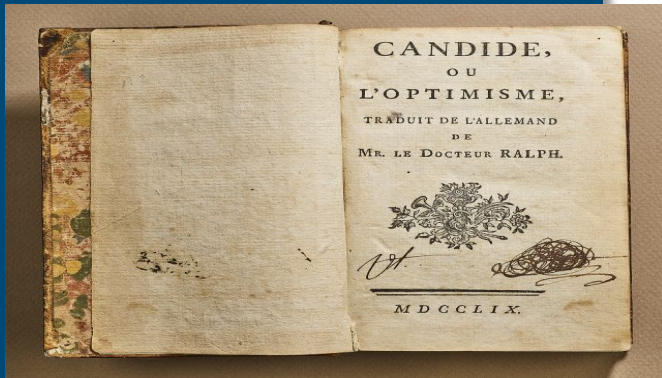 CANDIDE,
OU
L'OPTIMISME,
TRADUIT DE L'ALLEMAND
DE
MR. LE DOCTEUR RALPH.
MDCCLIX.